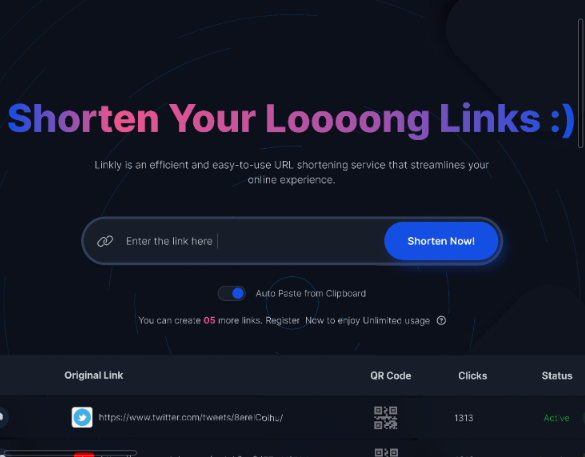 Shorten Your Loooong Links :)
Linkly is an efficient and easy-to-use URL shortening service that streamlines your
online experience.
Enter the link here
Shorten Now!
Auto Paste from Clipboard
You can create 05 more links. Register Now to enjoy Unlimited usage
Original Link QR Code Clicks Status
https://www.twitter.com/tweets/8erelColhu/ 1313 Active